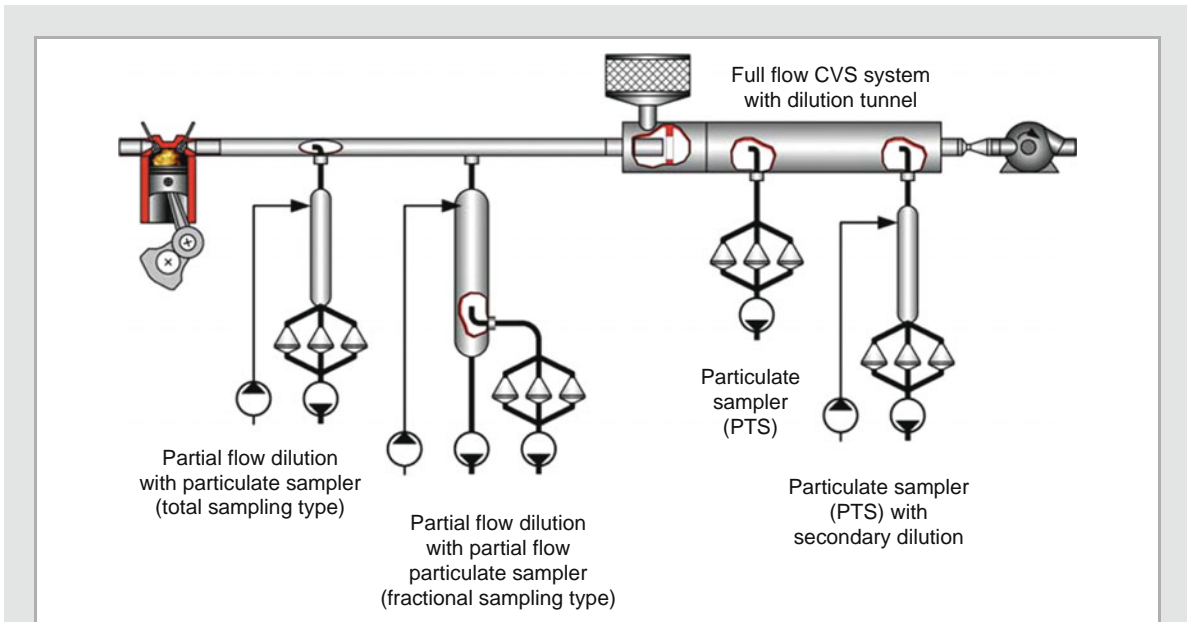 Full flow CVS system
with dilution tunnel
Partial flow dilution
with particulate sampler
(total sampling type)
Partial flow dilution
with partial flow
particulate sampler
(fractional sampling type)
Particulate
sampler
(PTS)
Particulate sampler
(PTS) with
secondary dilution